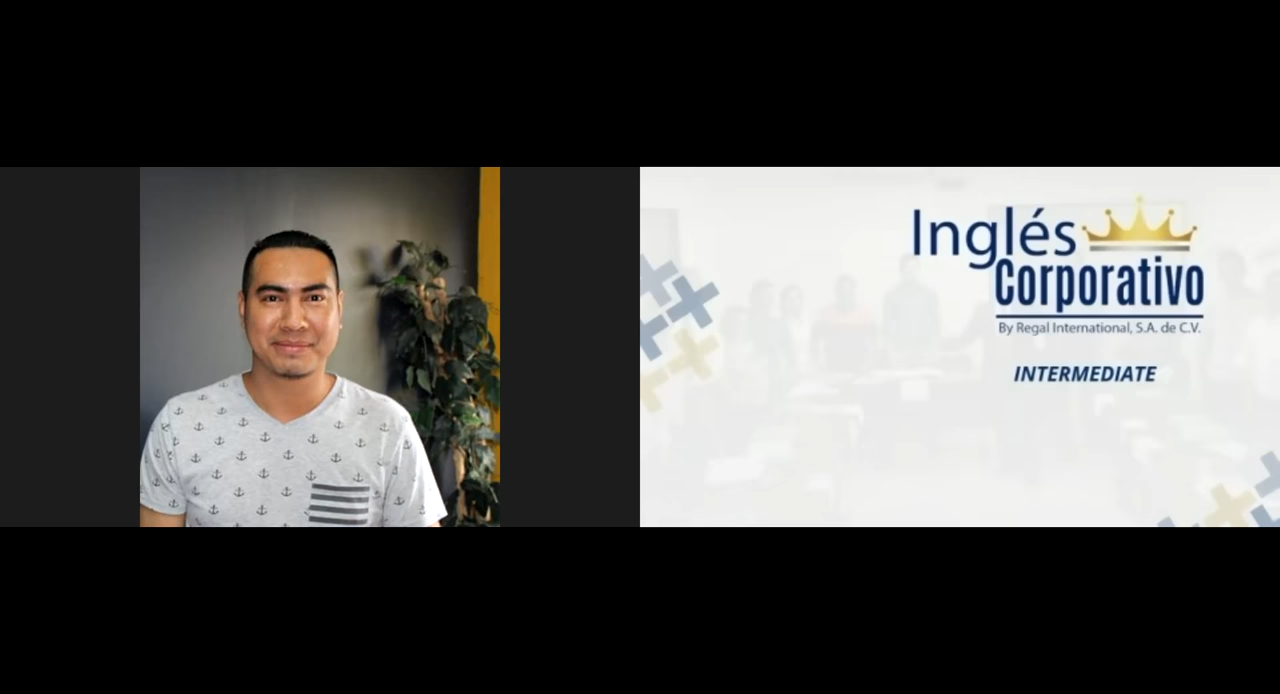 Inglés
Corporativo
By Regal International, S.A. de C.V.
INTERMEDIATE